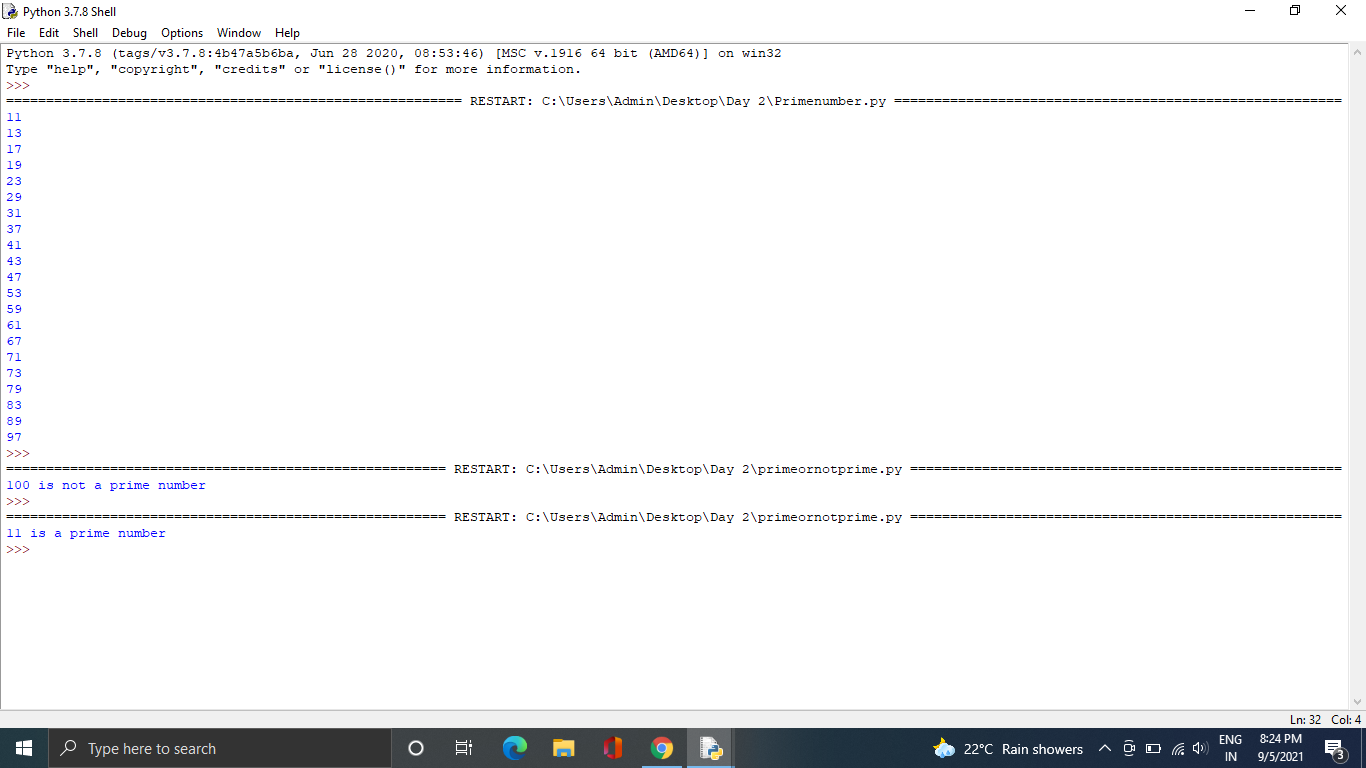 Python 3.7.8 Shell
File Edit Shell Debug Options Window Help
Python 3.7.8 (tags/v3.7.8:4b47a5b6ba, Jun 28 2020, 08:53:46) [MSC v.1916 64 bit (AMD64)] on win32
Type "help", "copyright", "credits" or "license()" for more information.
>>>
========================================================= RESTART: C:\Users\Admin\Desktop\Day 2\Primenumber.py ========================================================
11
13
17
19
23
29
31
37
41
43
47
53
59
61
67
71
73
79
83
89
97
>>>
======================================================= RESTART: C:\Users\Admin\Desktop\Day 2\primeornotprime.py ======================================================
100 is not a prime number
>>>
======================================================= RESTART: C:\Users\Admin\Desktop\Day 2\primeornotprime.py ======================================================
11 is a prime number
>>>
Ln: 32 Col: 4
Type here to search
22°C Rain showers
ENG
IN
8:24 PM
9/5/2021
3